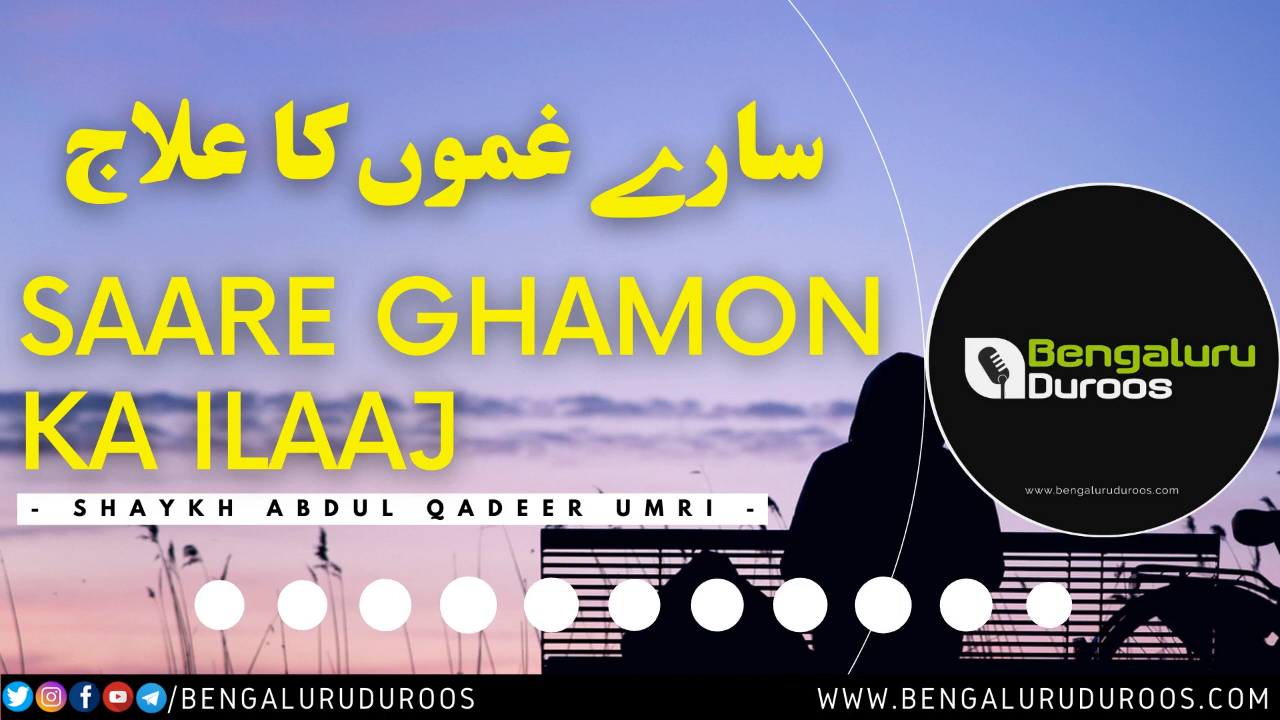 سارے غموں کا علاج
SAARE GHAMON
KA ILAAJ
- SHAYKH ABDUL QADEER UMRI -
Bengaluru
Duroos
www.bengaluruduroos.com
/BENGALURUDUROOS
WWW.BENGALURUDUROOS.COM